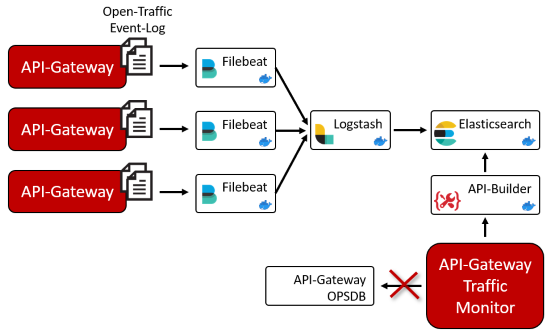 Open-Traffic
Event-Log
API-Gateway
Filebeat
API-Gateway
Filebeat
Logstash
Elasticsearch
API-Gateway
Filebeat
API-Builder
API-Gateway
OPSDB
API-Gateway
Traffic
Monitor